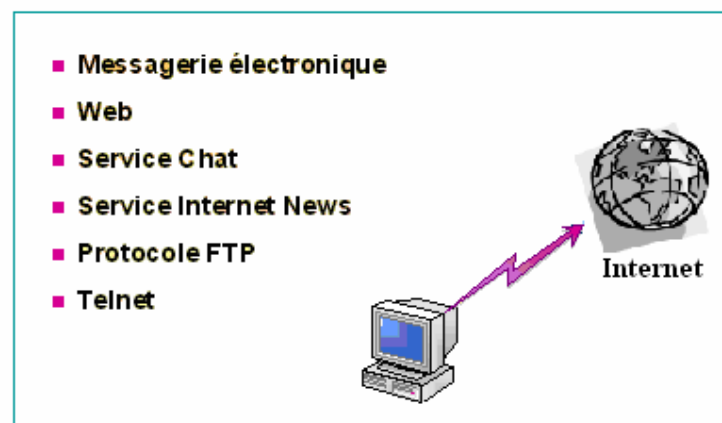 Messagerie électronique
Web
Service Chat
Service Internet News
Protocole FTP
Telnet
Internet